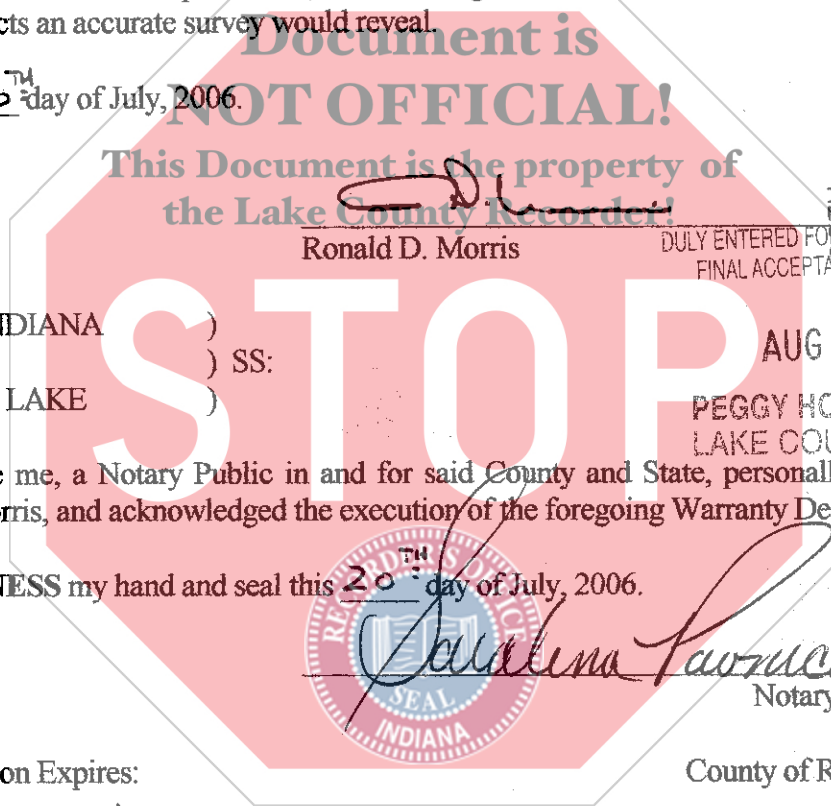 cts an accurate survey would reveal.
Document is
TH day of July, 2006.
NOT OFFICIAL!
This Document is the property of
the Lake County Recorder!
Ronald D. Morris
DULY ENTERED FO
FINAL ACCEPTA
STOP
NDIANA )
) SS:
AUG
LAKE )
PEGGY HO
LAKE COU
e me, a Notary Public in and for said County and State, personall
rris, and acknowledged the execution of the foregoing Warranty De
NESS my hand and seal this 20TH day of July, 2006.
RECORDER'S OFFICE
SEAL
INDIANA
Notary
on Expires:
County of R